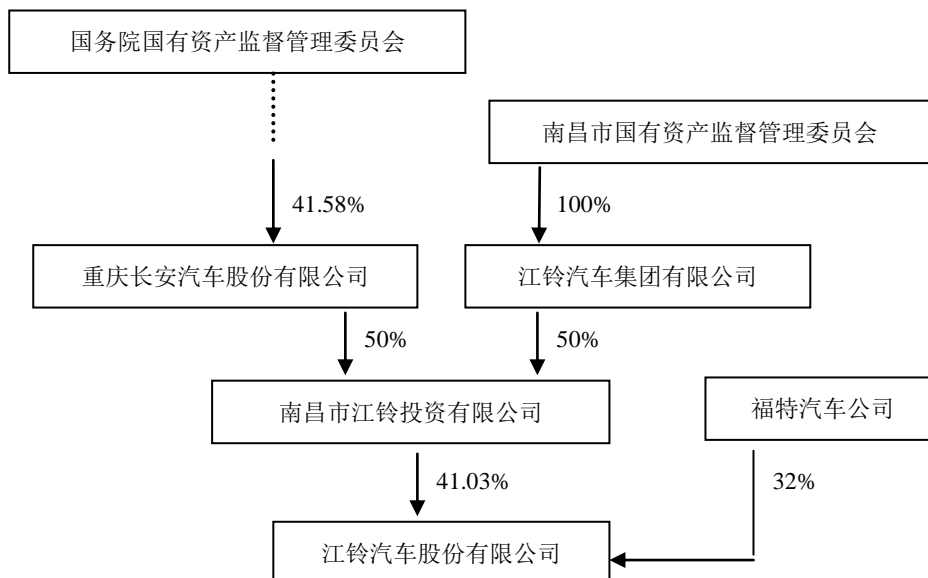 国务院国有资产监督管理委员会
南昌市国有资产监督管理委员会
41.58%
100%
重庆长安汽车股份有限公司
江铃汽车集团有限公司
50%
50%
南昌市江铃投资有限公司
福特汽车公司
41.03%
32%
江铃汽车股份有限公司